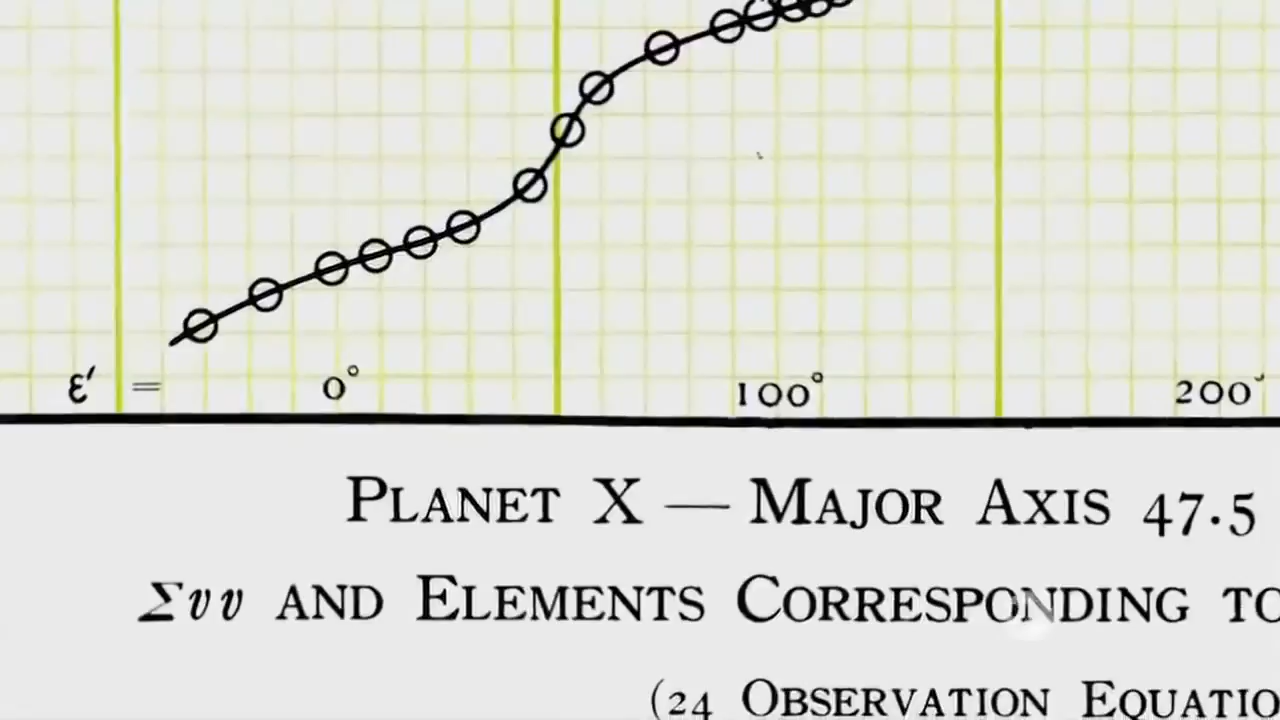 ε′ = 0° 100° 200°
PLANET X — MAJOR AXIS 47.5
Σvv AND ELEMENTS CORRESPONDING TO
(24 OBSERVATION EQUATIO